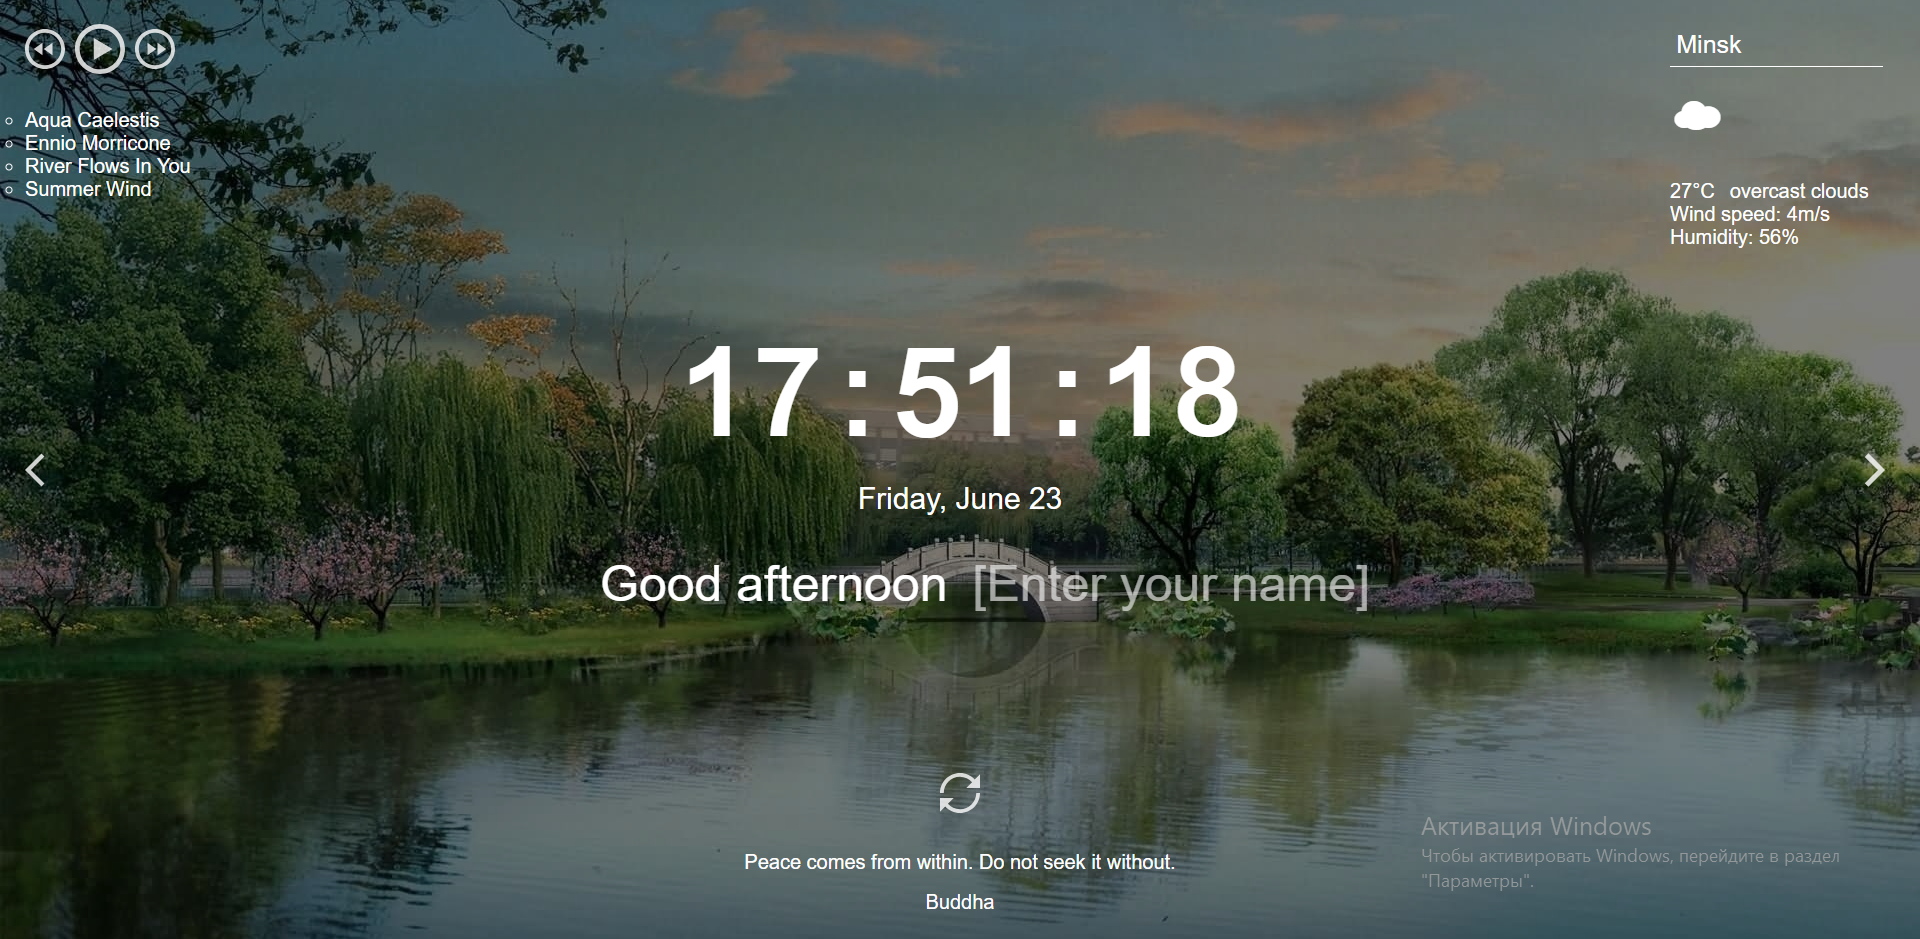 Minsk
Aqua Caelestis
Ennio Morricone
River Flows In You
Summer Wind
27°C overcast clouds
Wind speed: 4m/s
Humidity: 56%
17:51:18
Friday, June 23
Good afternoon [Enter your name]
Peace comes from within. Do not seek it without.
Buddha
Активация Windows
Чтобы активировать Windows, перейдите в раздел
"Параметры".